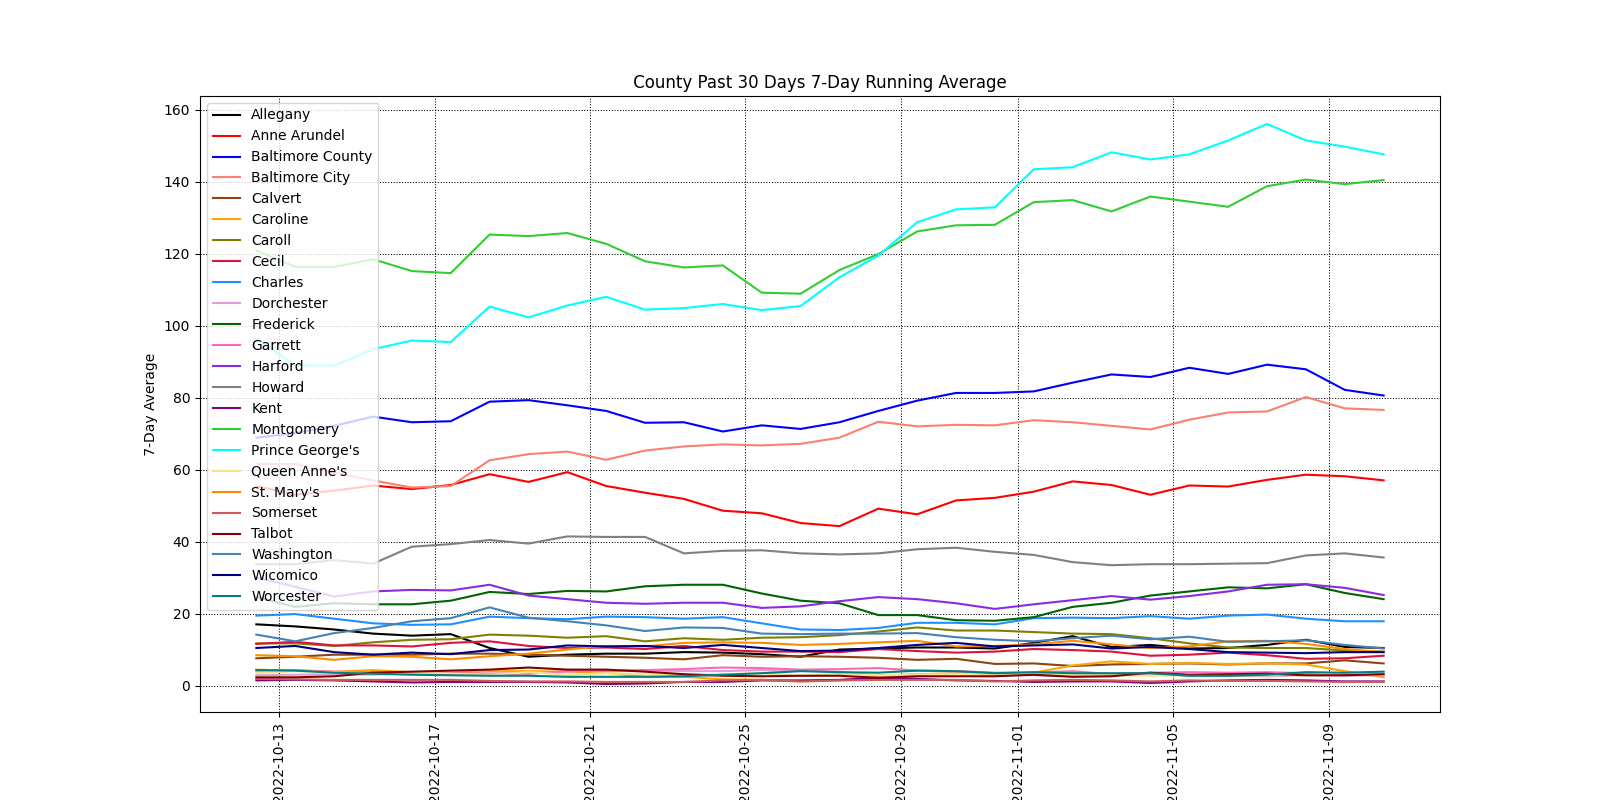 County Past 30 Days 7-Day Running Average
7-Day Average
160
140
120
100
80
60
40
20
0
Allegany
Anne Arundel
Baltimore County
Baltimore City
Calvert
Caroline
Caroll
Cecil
Charles
Dorchester
Frederick
Garrett
Harford
Howard
Kent
Montgomery
Prince George's
Queen Anne's
St. Mary's
Somerset
Talbot
Washington
Wicomico
Worcester
2022-10-13
2022-10-17
2022-10-21
2022-10-25
2022-10-29
2022-11-01
2022-11-05
2022-11-09